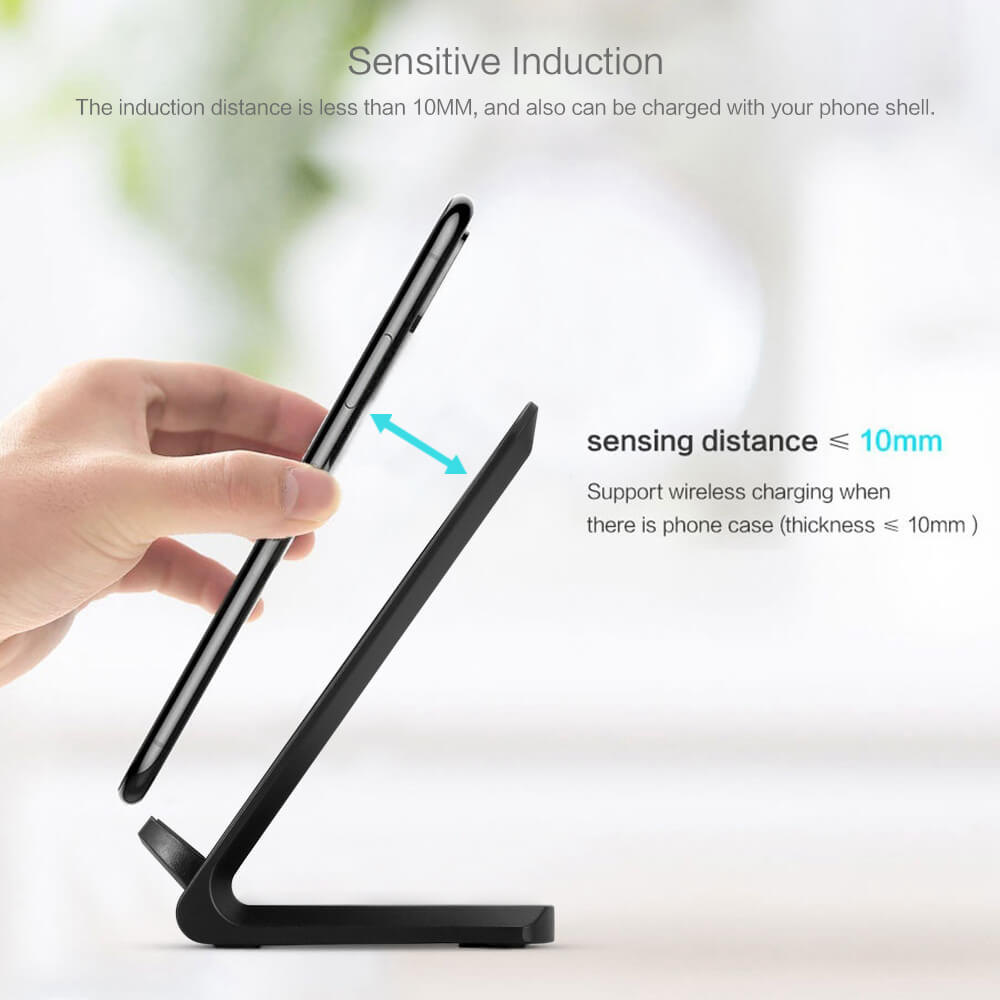 Sensitive Induction
The induction distance is less than 10MM, and also can be charged with your phone shell.
sensing distance ≤ 10mm
Support wireless charging when
there is phone case (thickness ≤ 10mm )